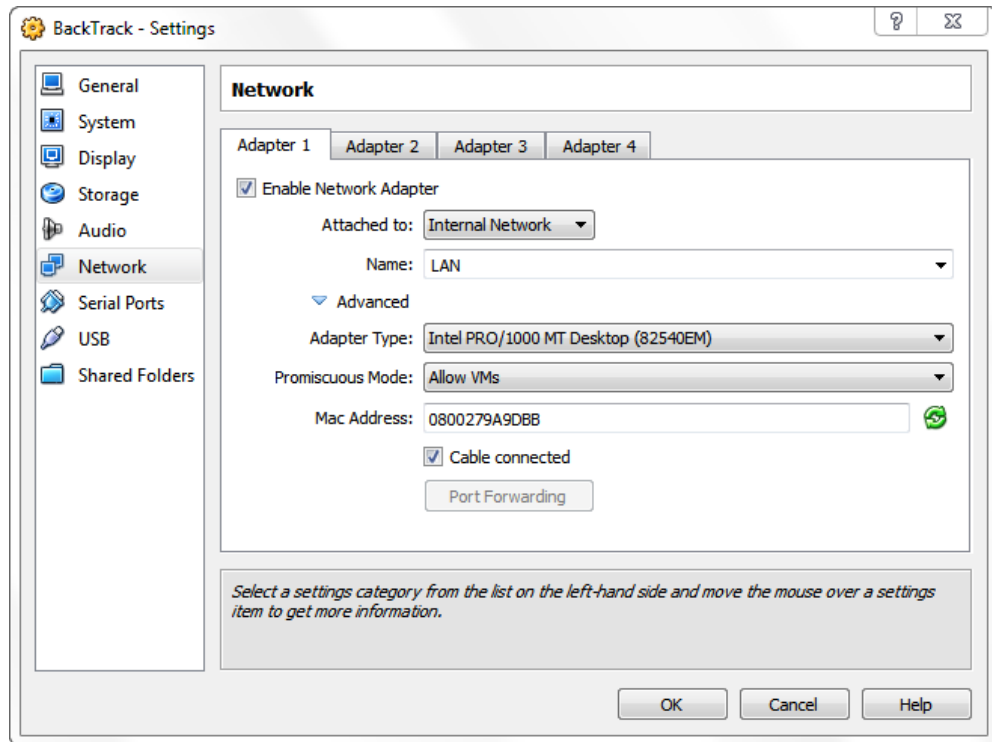 BackTrack - Settings
General
System
Display
Storage
Audio
Network
Serial Ports
USB
Shared Folders
Network
Adapter 1 Adapter 2 Adapter 3 Adapter 4
Enable Network Adapter
Attached to: Internal Network
Name: LAN
Advanced
Adapter Type: Intel PRO/1000 MT Desktop (82540EM)
Promiscuous Mode: Allow VMs
Mac Address: 0800279A9DBB
Cable connected
Port Forwarding
Select a settings category from the list on the left-hand side and move the mouse over a settings
item to get more information.
OK Cancel Help